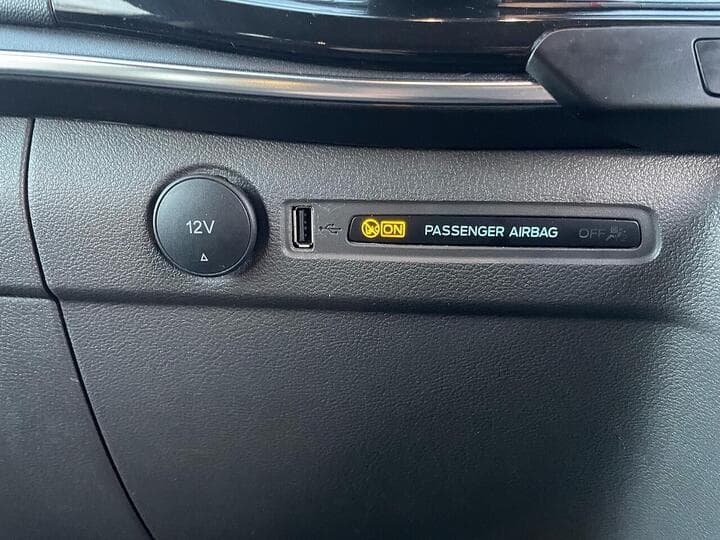 12V
ON PASSENGER AIRBAG OFF